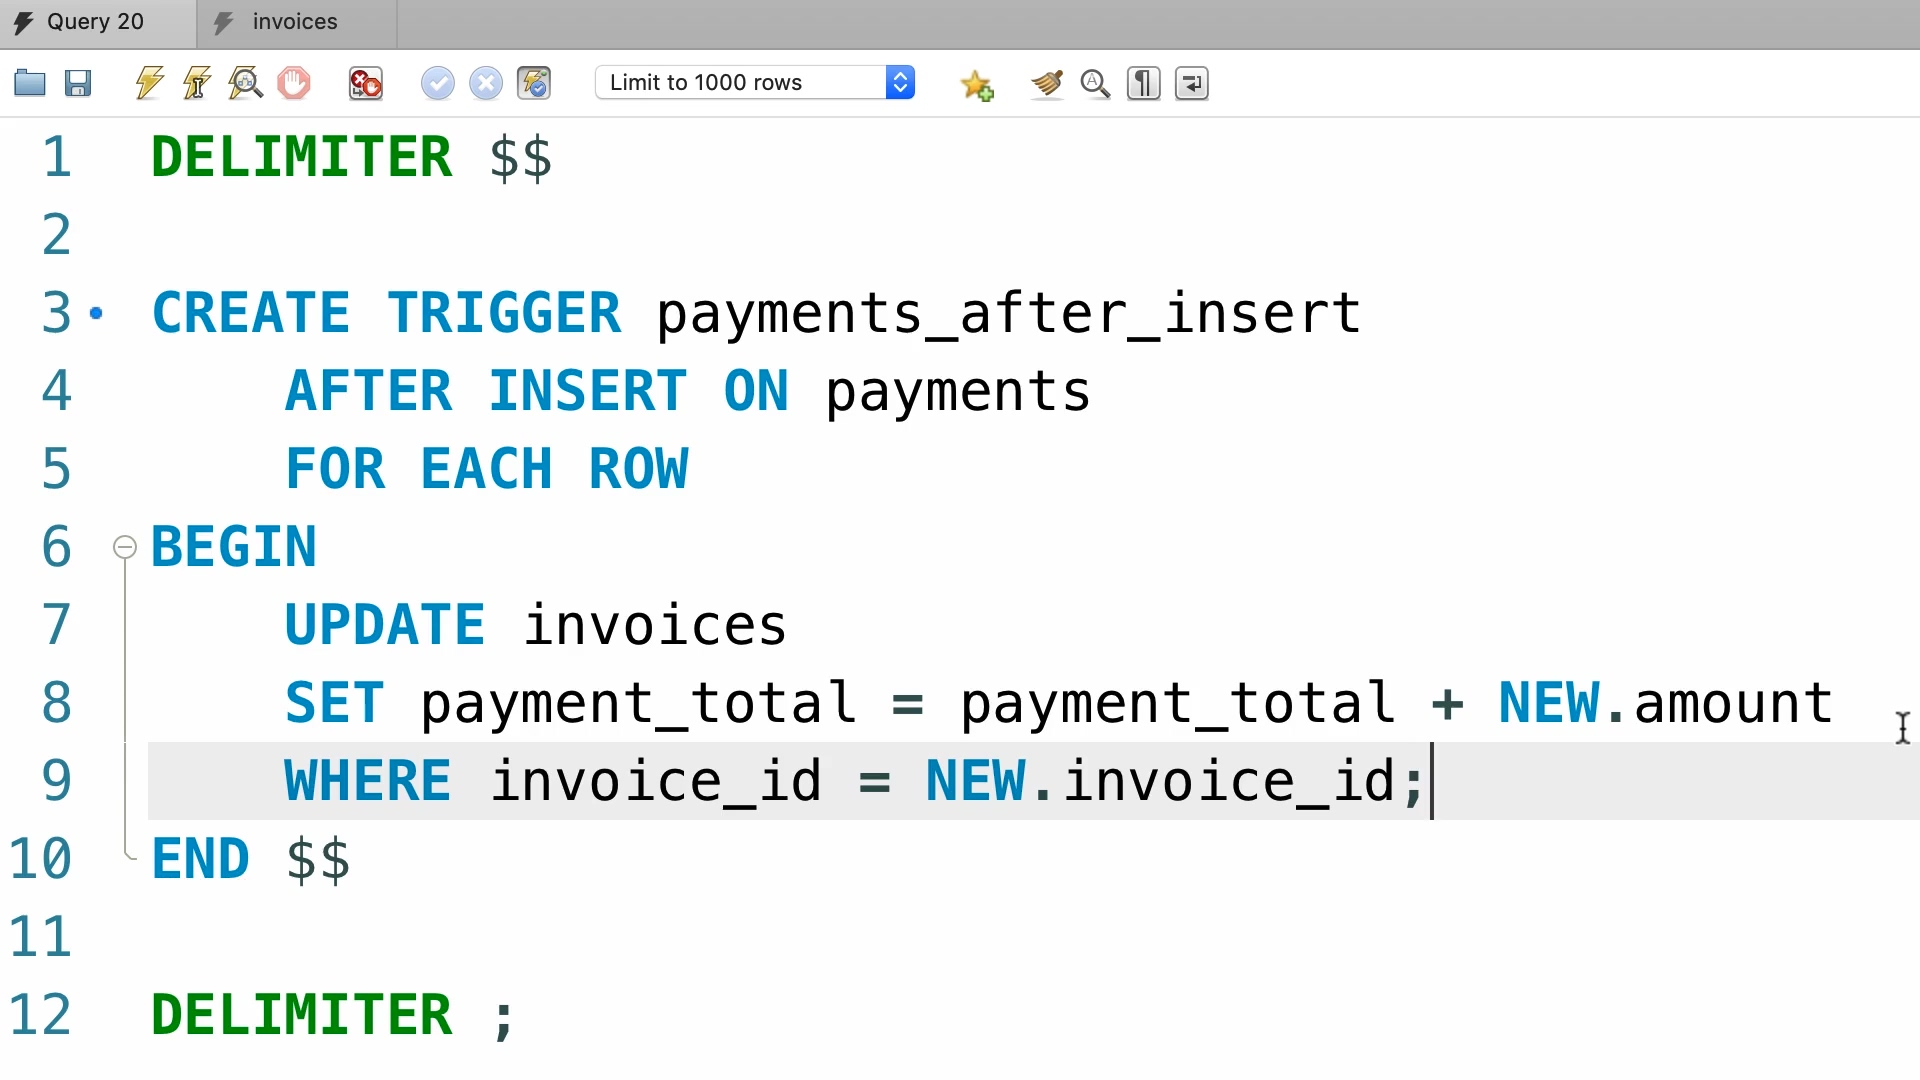 Query 20
invoices
Limit to 1000 rows
1 DELIMITER $$
2
3 CREATE TRIGGER payments_after_insert
4 AFTER INSERT ON payments
5 FOR EACH ROW
6 BEGIN
7 UPDATE invoices
8 SET payment_total = payment_total + NEW.amount
9 WHERE invoice_id = NEW.invoice_id;
10 END $$
11
12 DELIMITER ;